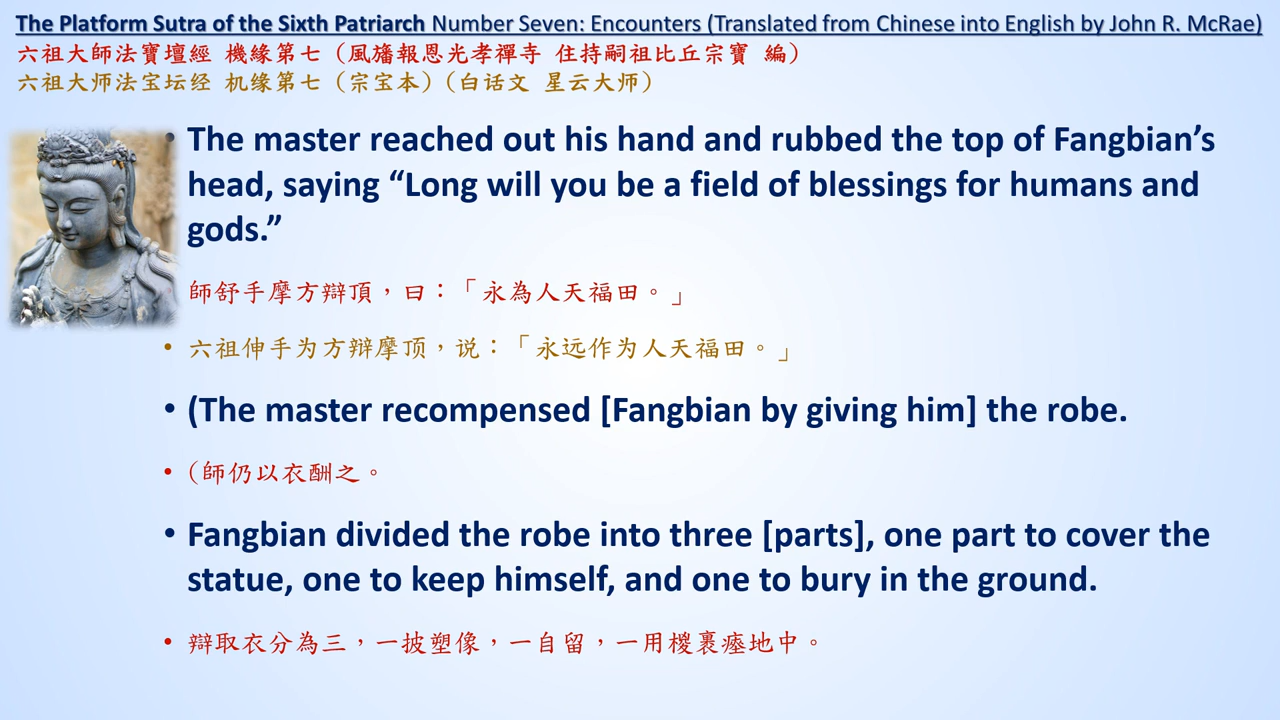 The Platform Sutra of the Sixth Patriarch Number Seven: Encounters (Translated from Chinese into English by John R. McRae)
六祖大師法寶壇經 機緣第七（風旛報恩光孝禪寺 住持嗣祖比丘宗寶 編）
六祖大师法宝坛经 机缘第七（宗宝本）（白话文 星云大师）
• The master reached out his hand and rubbed the top of Fangbian’s
head, saying “Long will you be a field of blessings for humans and
gods.”
師舒手摩方辯頂，曰：「永為人天福田。」
• 六祖伸手为方辩摩顶，说：「永远作为人天福田。」
• (The master recompensed [Fangbian by giving him] the robe.
• （師仍以衣酬之。
• Fangbian divided the robe into three [parts], one part to cover the
statue, one to keep himself, and one to bury in the ground.
• 辯取衣分為三，一披塑像，一自留，一用椶裹瘞地中。